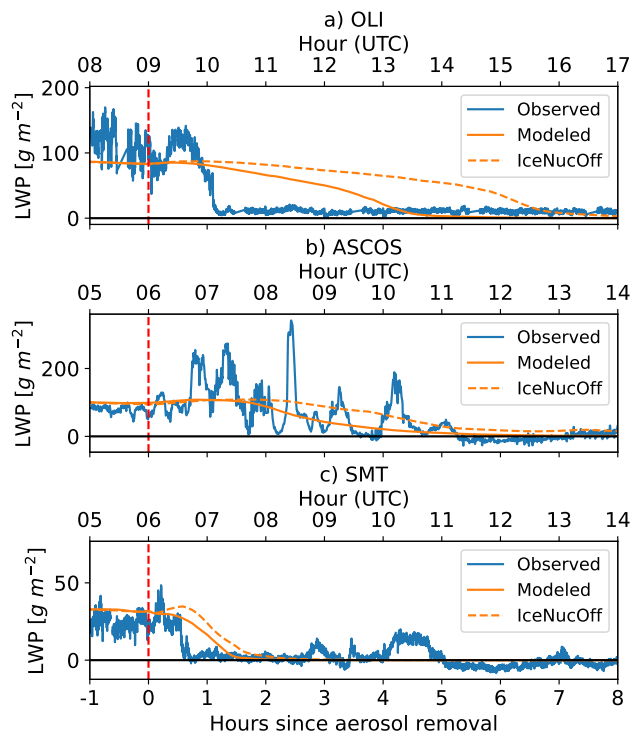 a) OLI
Hour (UTC)
08 09 10 11 12 13 14 15 16 17
LWP [g m⁻²]
200
100
0
Observed
Modeled
IceNucOff
b) ASCOS
Hour (UTC)
05 06 07 08 09 10 11 12 13 14
LWP [g m⁻²]
200
0
Observed
Modeled
IceNucOff
c) SMT
Hour (UTC)
05 06 07 08 09 10 11 12 13 14
LWP [g m⁻²]
50
0
Observed
Modeled
IceNucOff
-1 0 1 2 3 4 5 6 7 8
Hours since aerosol removal